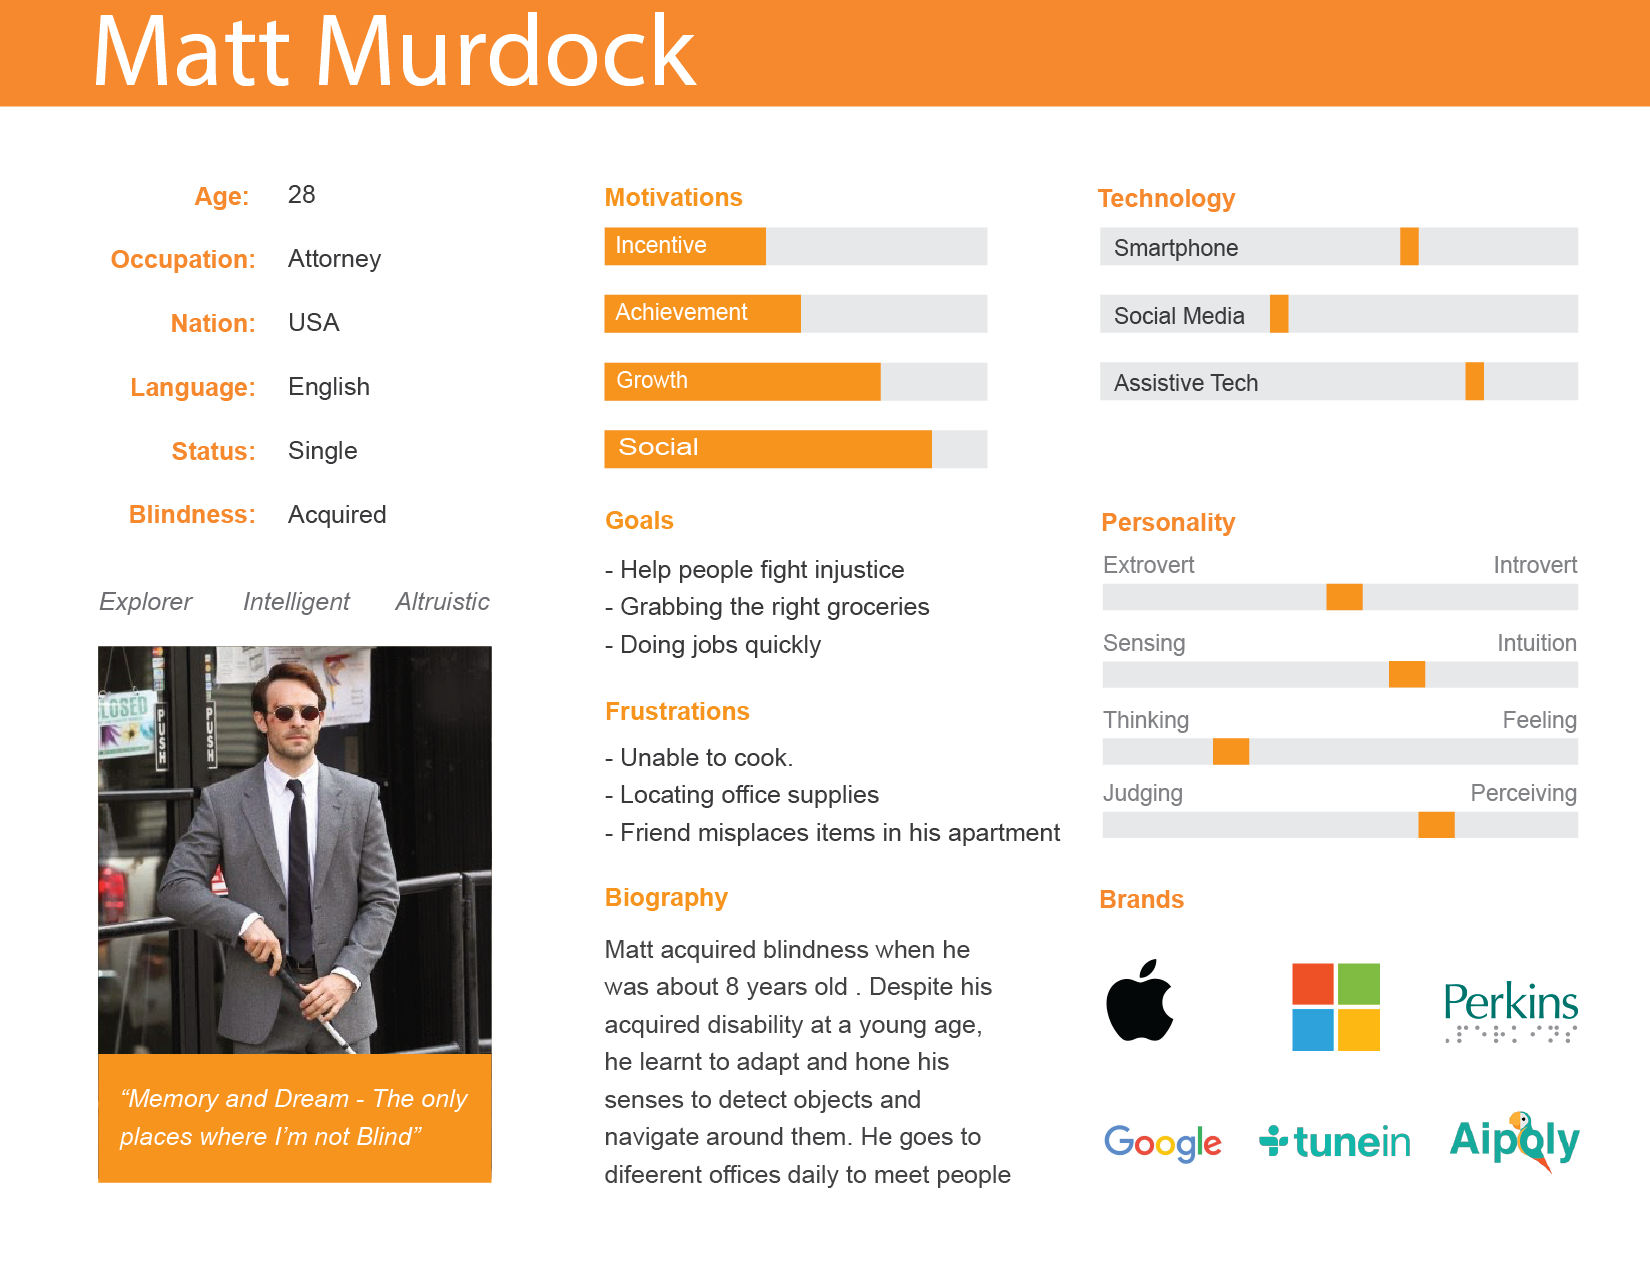 Matt Murdock
Age: 28
Occupation: Attorney
Nation: USA
Language: English
Status: Single
Blindness: Acquired
Explorer Intelligent Altruistic
CLOSED
PUSH
PUSH
“Memory and Dream - The only
places where I’m not Blind”
Motivations
Incentive
Achievement
Growth
Social
Goals
- Help people fight injustice
- Grabbing the right groceries
- Doing jobs quickly
Frustrations
- Unable to cook.
- Locating office supplies
- Friend misplaces items in his apartment
Biography
Matt acquired blindness when he
was about 8 years old . Despite his
acquired disability at a young age,
he learnt to adapt and hone his
senses to detect objects and
navigate around them. He goes to
difeerent offices daily to meet people
Technology
Smartphone
Social Media
Assistive Tech
Personality
Extrovert Introvert
Sensing Intuition
Thinking Feeling
Judging Perceiving
Brands
Perkins
Google tunein Aipoly